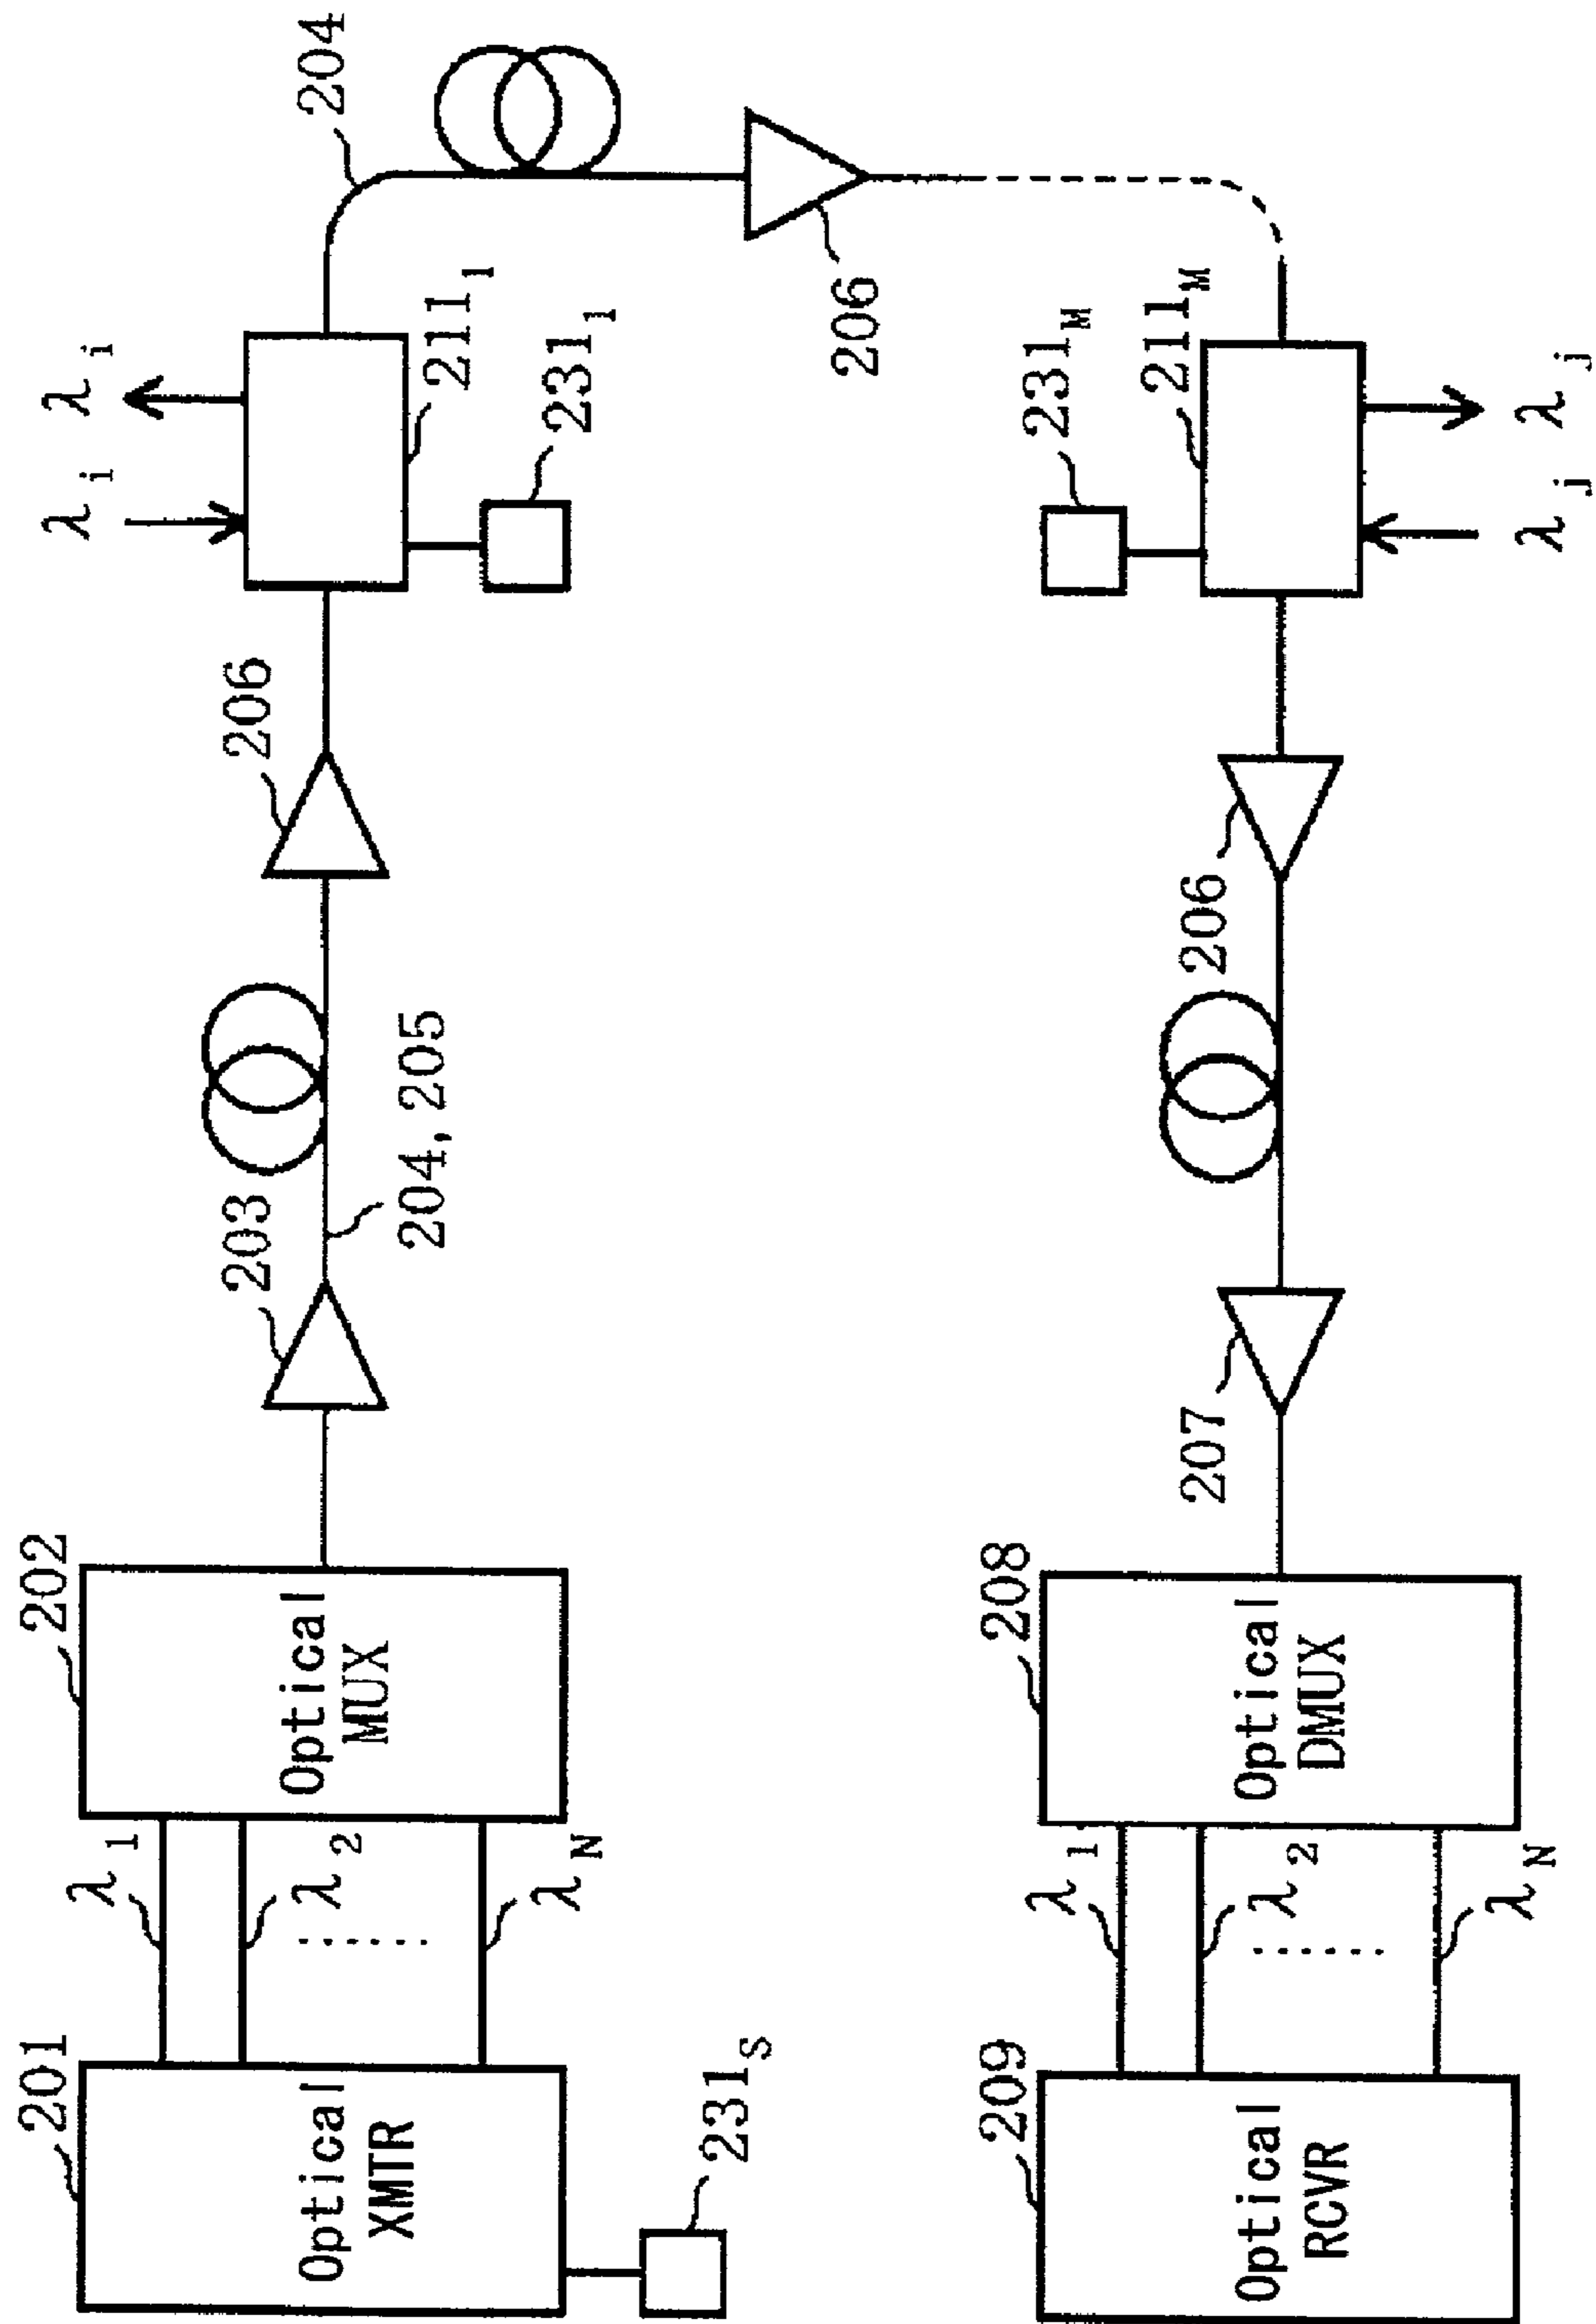 201
Optical
XMTR
231S
λ1
λ2
λN
202
Optical
MUX
203
204, 205
206
λi
λi
2111
2311
204
206
231M
211M
λj
λj
206
207
208
Optical
DMUX
λ1
λ2
λN
209
Optical
RCVR